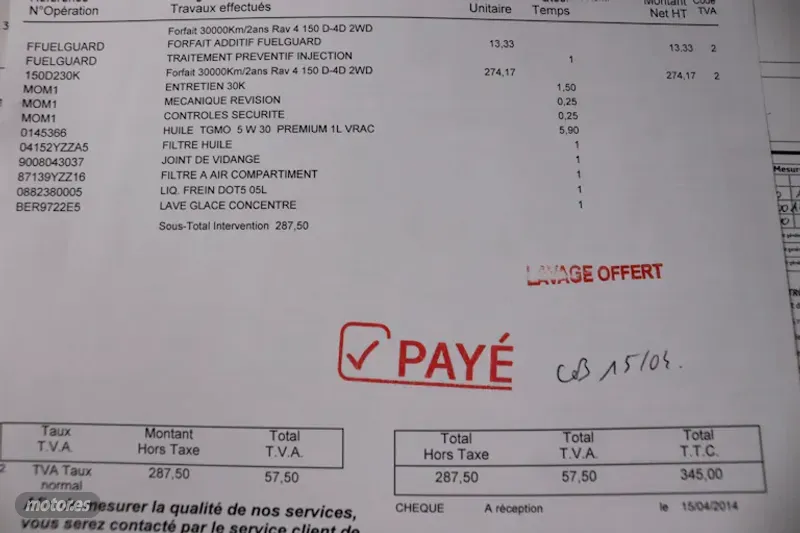 N°Opération Travaux effectués Unitaire Temps Montant Net HT Code TVA
Forfait 30000Km/2ans Rav 4 150 D-4D 2WD
FFUELGUARD FORFAIT ADDITIF FUELGUARD 13,33 13,33 2
FUELGUARD TRAITEMENT PREVENTIF INJECTION 1
150D230K Forfait 30000Km/2ans Rav 4 150 D-4D 2WD 274,17 274,17 2
MOM1 ENTRETIEN 30K 1,50
MOM1 MECANIQUE REVISION 0,25
MOM1 CONTROLES SECURITE 0,25
0145366 HUILE TGMO 5 W 30 PREMIUM 1L VRAC 5,90
04152YZZA5 FILTRE HUILE 1
9008043037 JOINT DE VIDANGE 1
87139YZZ16 FILTRE A AIR COMPARTIMENT 1
0882380005 LIQ. FREIN DOT5 05L 1
BER9722E5 LAVE GLACE CONCENTRE 1
Sous-Total Intervention 287,50
LAVAGE OFFERT
PAYÉ CB 15/04.
Taux T.V.A. Montant Hors Taxe Total T.V.A.
2 TVA Taux normal 287,50 57,50
Total Hors Taxe Total T.V.A. Total T.T.C.
287,50 57,50 345,00
CHEQUE A réception le 15/04/2014
mesurer la qualité de nos services,
vous serez contacté par le service client de
motor.es
Mesur